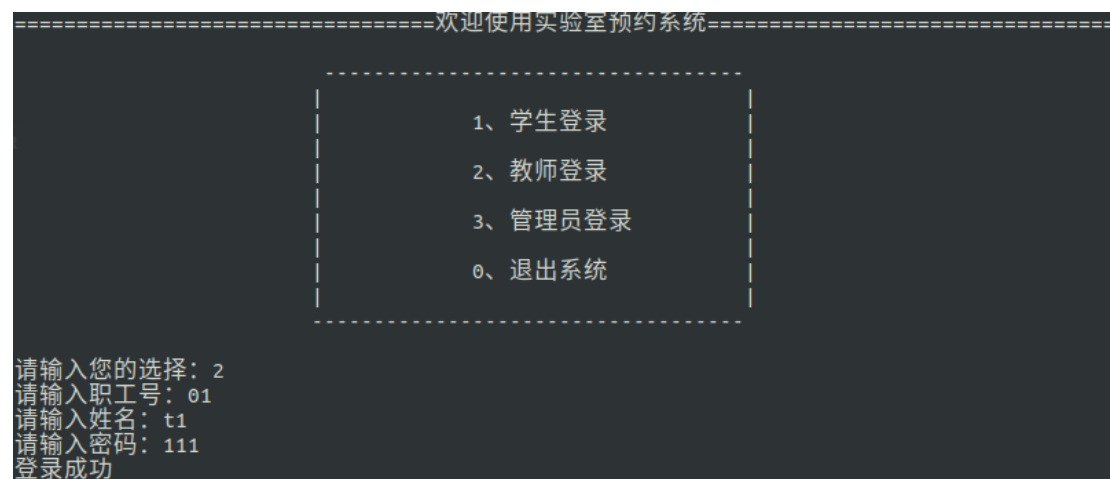 ==================================欢迎使用实验室预约系统=================================
----------------------------------
1、学生登录
2、教师登录
3、管理员登录
0、退出系统
-----------------------------------
请输入您的选择：2
请输入职工号：01
请输入姓名：t1
请输入密码：111
登录成功